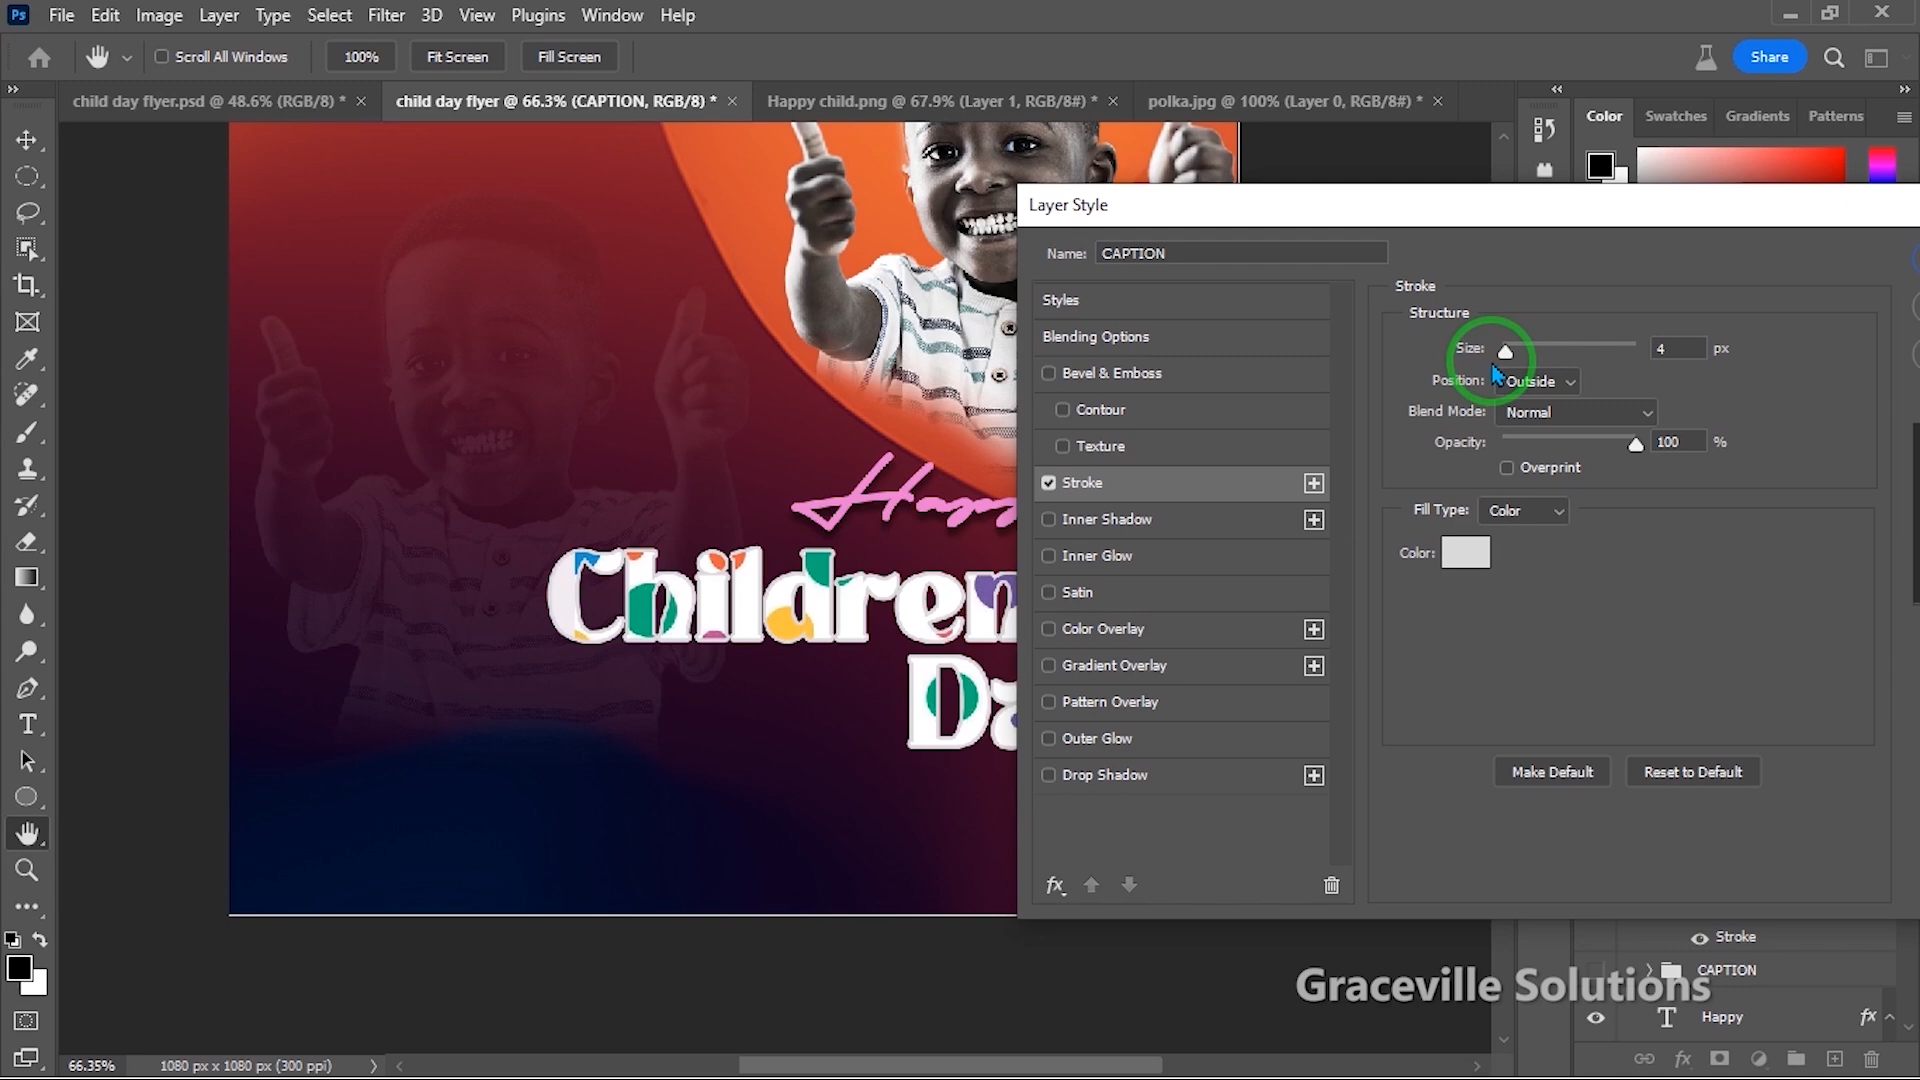 Ps File Edit Image Layer Type Select Filter 3D View Plugins Window Help
Scroll All Windows 100% Fit Screen Fill Screen Share
child day flyer.psd @ 48.6% (RGB/8) * × child day flyer @ 66.3% (CAPTION, RGB/8) * × Happy child.png @ 67.9% (Layer 1, RGB/8#) * × polka.jpg @ 100% (Layer 0, RGB/8#) * ×
Color Swatches Gradients Patterns
Layer Style
Name: CAPTION
Styles
Blending Options
Bevel & Emboss
Contour
Texture
Stroke
Inner Shadow
Inner Glow
Satin
Color Overlay
Gradient Overlay
Pattern Overlay
Outer Glow
Drop Shadow
fx
Stroke
Structure
Size: 4 px
Position: Outside
Blend Mode: Normal
Opacity: 100 %
Overprint
Fill Type: Color
Color:
Make Default Reset to Default
Happ
Children
Da
Stroke
CAPTION
Graceville Solutions
T Happy fx
fx
66.35% 1080 px x 1080 px (300 ppi)